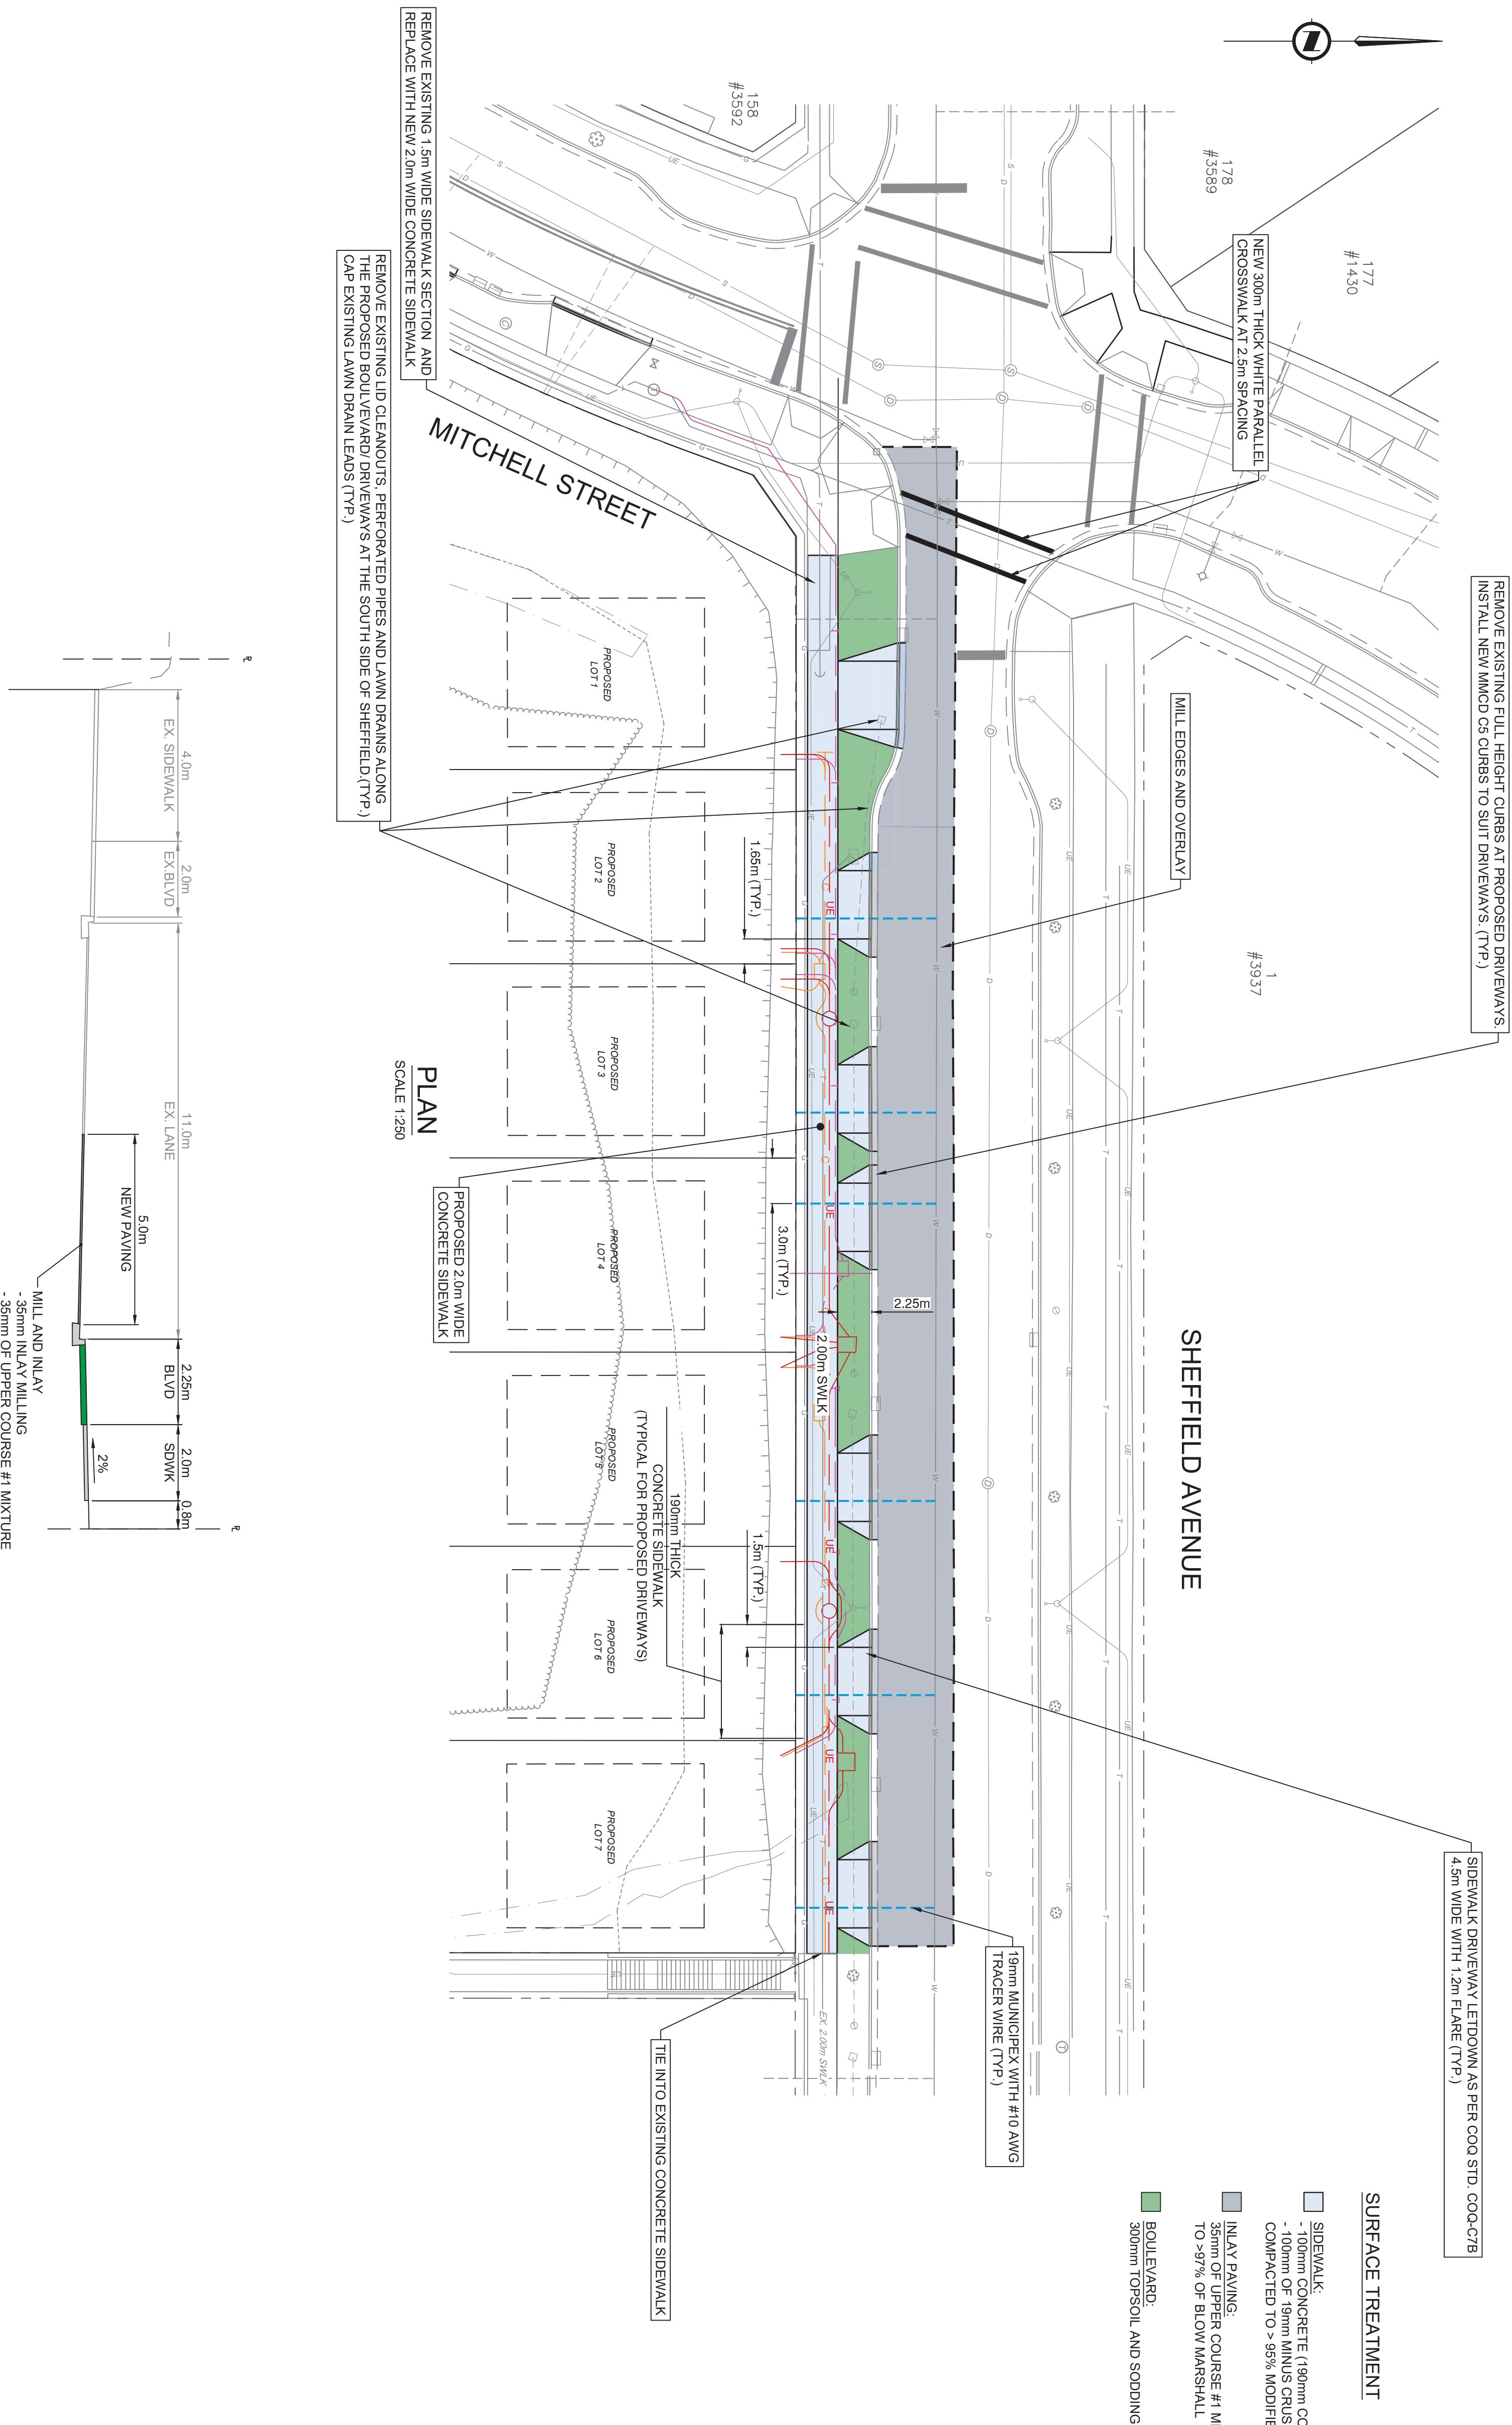 REMOVE EXISTING FULL HEIGHT CURBS AT PROPOSED DRIVEWAYS.
INSTALL NEW MMCD C5 CURBS TO SUIT DRIVEWAYS. (TYP.)
SIDEWALK DRIVEWAY LETDOWN AS PER COQ STD. COQ-C7B
4.5m WIDE WITH 1.2m FLARE (TYP.)
SURFACE TREATMENT
SIDEWALK:
- 100mm CONCRETE (190mm CO
- 100mm OF 19mm MINUS CRUS
COMPACTED TO > 95% MODIFIE
INLAY PAVING:
35mm OF UPPER COURSE #1 MI
TO >97% OF BLOW MARSHALL
BOULEVARD:
300mm TOPSOIL AND SODDING
177
#1430
178
#3589
NEW 300m THICK WHITE PARALLEL
CROSSWALK AT 2.5m SPACING
1
#3937
MILL EDGES AND OVERLAY
SHEFFIELD AVENUE
19mm MUNICIPEX WITH #10 AWG
TRACER WIRE (TYP.)
158
#3592
2.25m
2.00m SWLK
EX. 2.00m SWLK
1.65m (TYP.)
3.0m (TYP.)
1.5m (TYP.)
190mm THICK
CONCRETE SIDEWALK
(TYPICAL FOR PROPOSED DRIVEWAYS)
MITCHELL STREET
PROPOSED
LOT 1
PROPOSED
LOT 2
PROPOSED
LOT 3
PROPOSED
LOT 4
PROPOSED
LOT 5
PROPOSED
LOT 6
PROPOSED
LOT 7
TIE INTO EXISTING CONCRETE SIDEWALK
PROPOSED 2.0m WIDE
CONCRETE SIDEWALK
REMOVE EXISTING 1.5m WIDE SIDEWALK SECTION AND
REPLACE WITH NEW 2.0m WIDE CONCRETE SIDEWALK
REMOVE EXISTING LID CLEANOUTS, PERFORATED PIPES AND LAWN DRAINS ALONG
THE PROPOSED BOULVEVARD/ DRIVEWAYS AT THE SOUTH SIDE OF SHEFFIELD.(TYP.)
CAP EXISTING LAWN DRAIN LEADS (TYP.)
PLAN
SCALE 1:250
4.0m
EX. SIDEWALK
2.0m
EX.BLVD
11.0m
EX. LANE
2.25m
BLVD
2.0m
SDWK
0.8m
5.0m
NEW PAVING
2%
MILL AND INLAY
- 35mm INLAY MILLING
- 35mm OF UPPER COURSE #1 MIXTURE